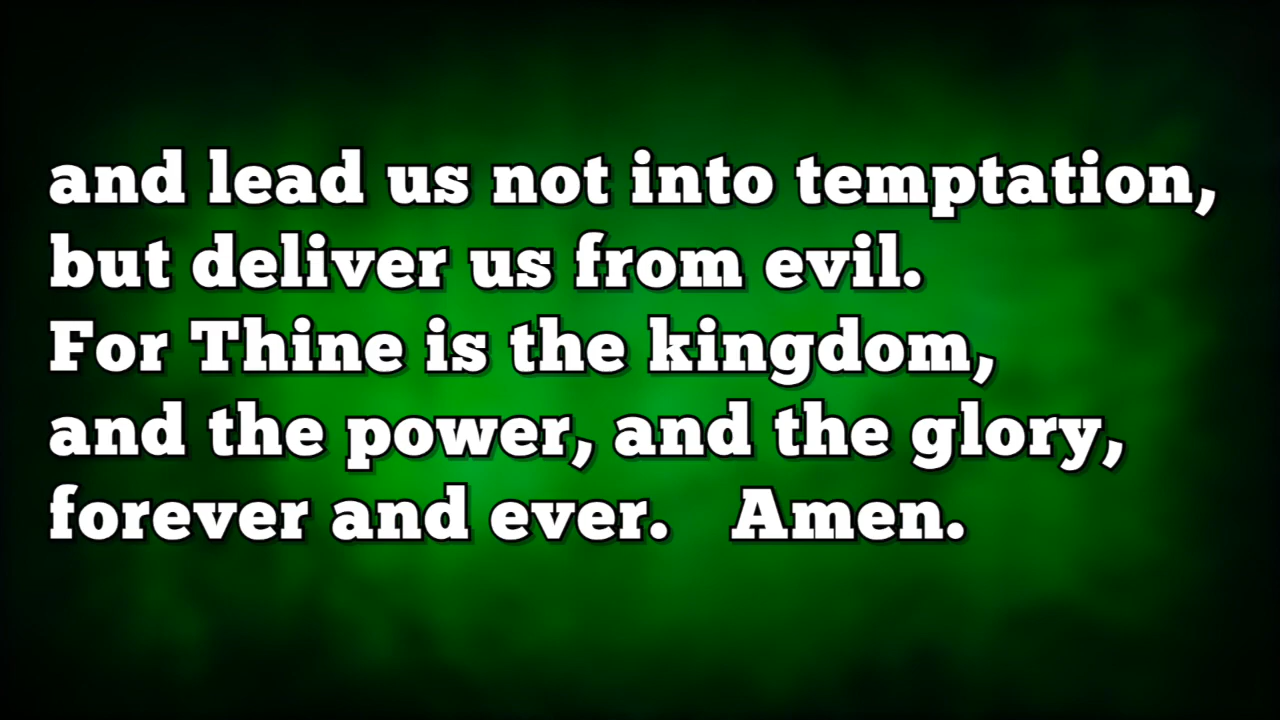 and lead us not into temptation,
but deliver us from evil.
For Thine is the kingdom,
and the power, and the glory,
forever and ever.   Amen.